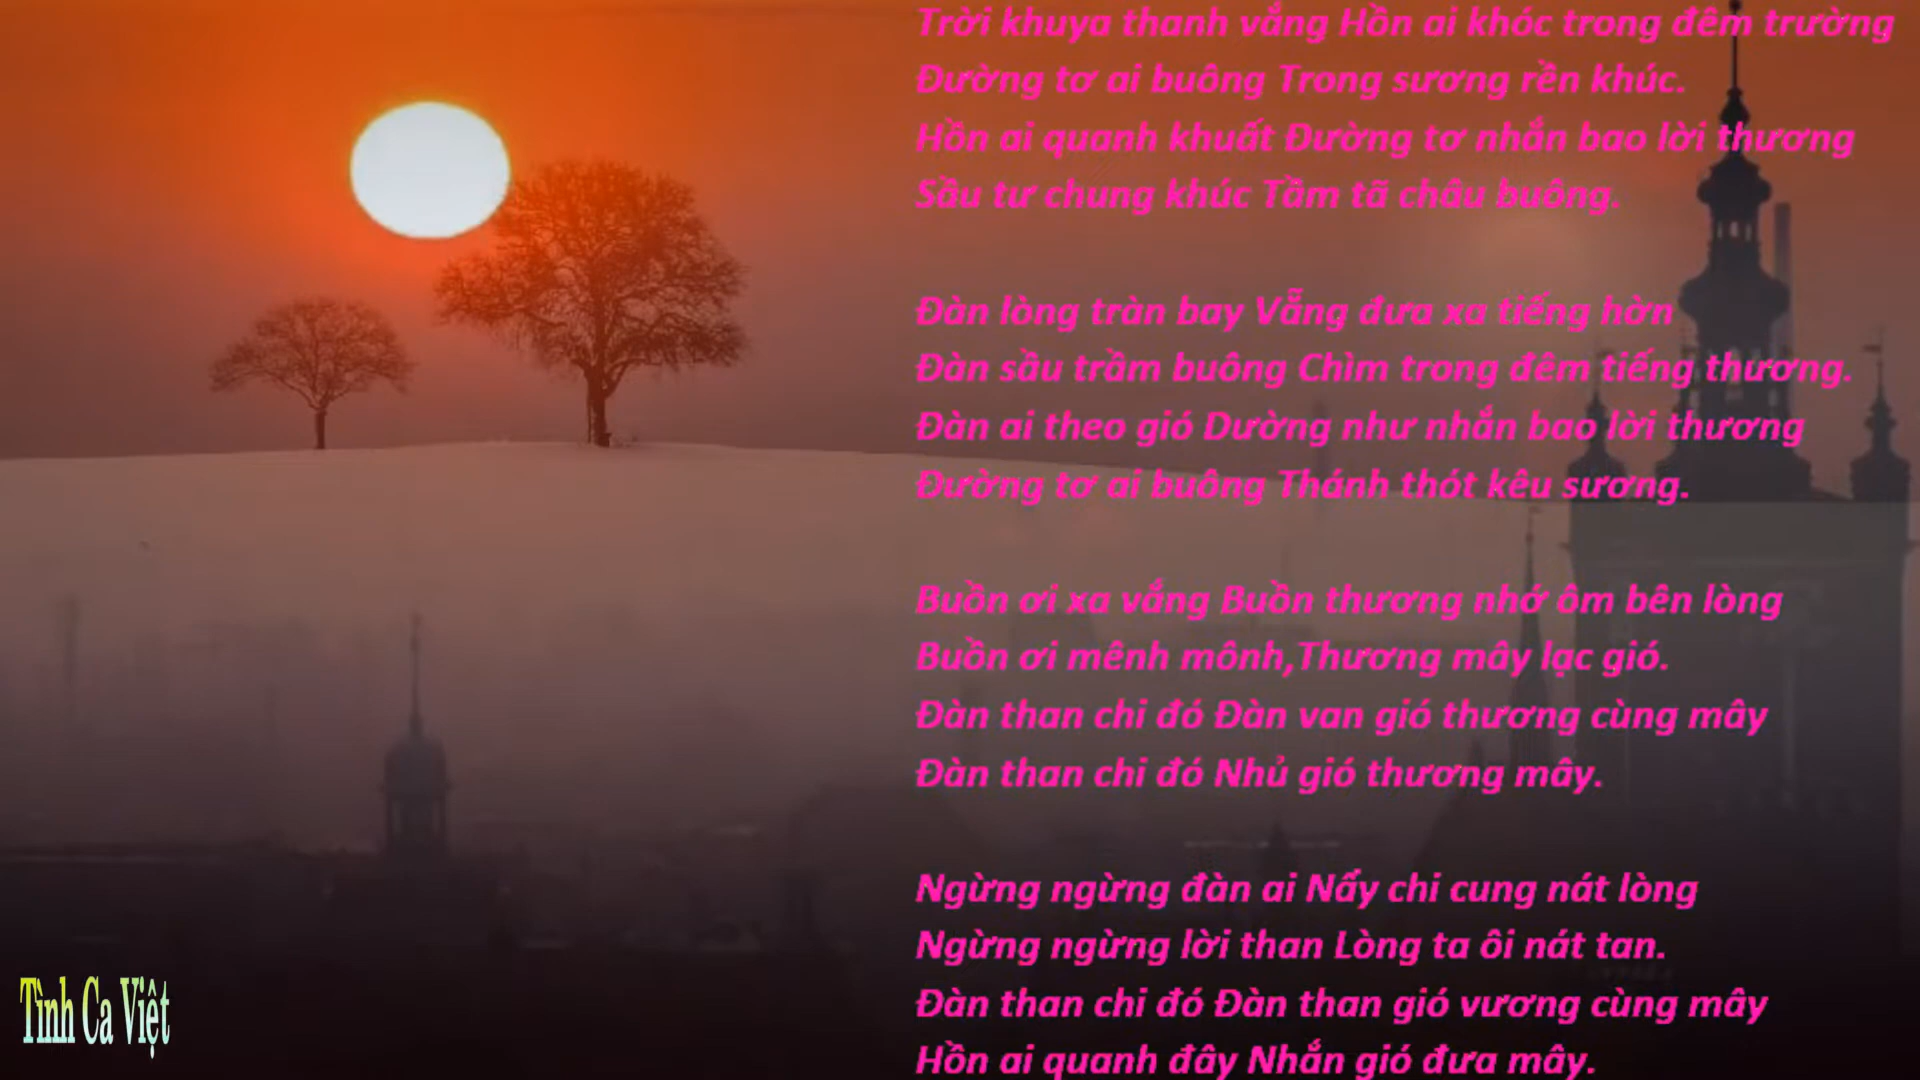 Trời khuya thanh vắng Hồn ai khóc trong đêm trường
Đường tơ ai buông Trong sương rền khúc.
Hồn ai quanh khuất Đường tơ nhắn bao lời thương
Sầu tư chung khúc Tầm tã châu buông.
Đàn lòng tràn bay Vẵng đưa xa tiếng hờn
Đàn sầu trầm buông Chìm trong đêm tiếng thương.
Đàn ai theo gió Dường như nhắn bao lời thương
Đường tơ ai buông Thánh thót kêu sương.
Buồn ơi xa vắng Buồn thương nhớ ôm bên lòng
Buồn ơi mênh mônh,Thương mây lạc gió.
Đàn than chi đó Đàn van gió thương cùng mây
Đàn than chi đó Nhủ gió thương mây.
Ngừng ngừng đàn ai Nẩy chi cung nát lòng
Ngừng ngừng lời than Lòng ta ôi nát tan.
Đàn than chi đó Đàn than gió vương cùng mây
Hồn ai quanh đây Nhắn gió đưa mây.
Tình Ca Việt